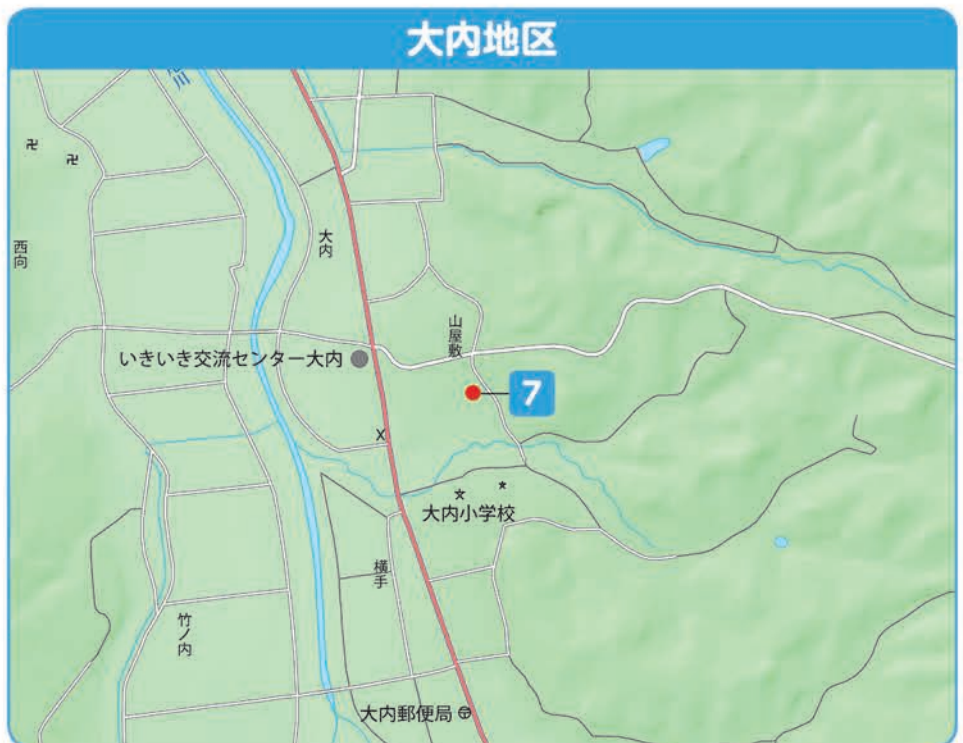 大内地区
川
大内
西向
山屋敷
いきいき交流センター大内
7
X
大内小学校
横手
竹ノ内
大内郵便局